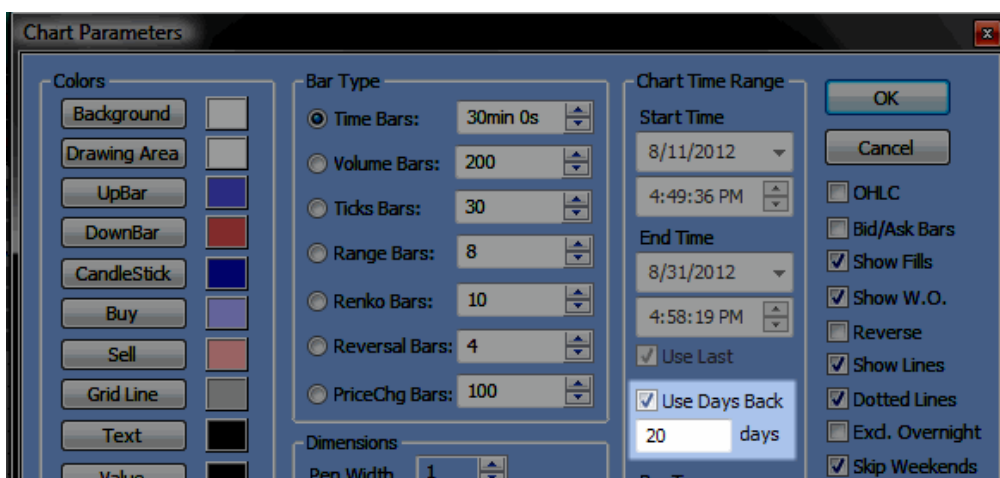 Chart Parameters
Colors
Background
Drawing Area
UpBar
DownBar
CandleStick
Buy
Sell
Grid Line
Text
Value
Bar Type
Time Bars: 30min 0s
Volume Bars: 200
Ticks Bars: 30
Range Bars: 8
Renko Bars: 10
Reversal Bars: 4
PriceChg Bars: 100
Dimensions
Pen Width 1
Chart Time Range
Start Time
8/11/2012
4:49:36 PM
End Time
8/31/2012
4:58:19 PM
Use Last
Use Days Back
20 days
OK
Cancel
OHLC
Bid/Ask Bars
Show Fills
Show W.O.
Reverse
Show Lines
Dotted Lines
Excl. Overnight
Skip Weekends